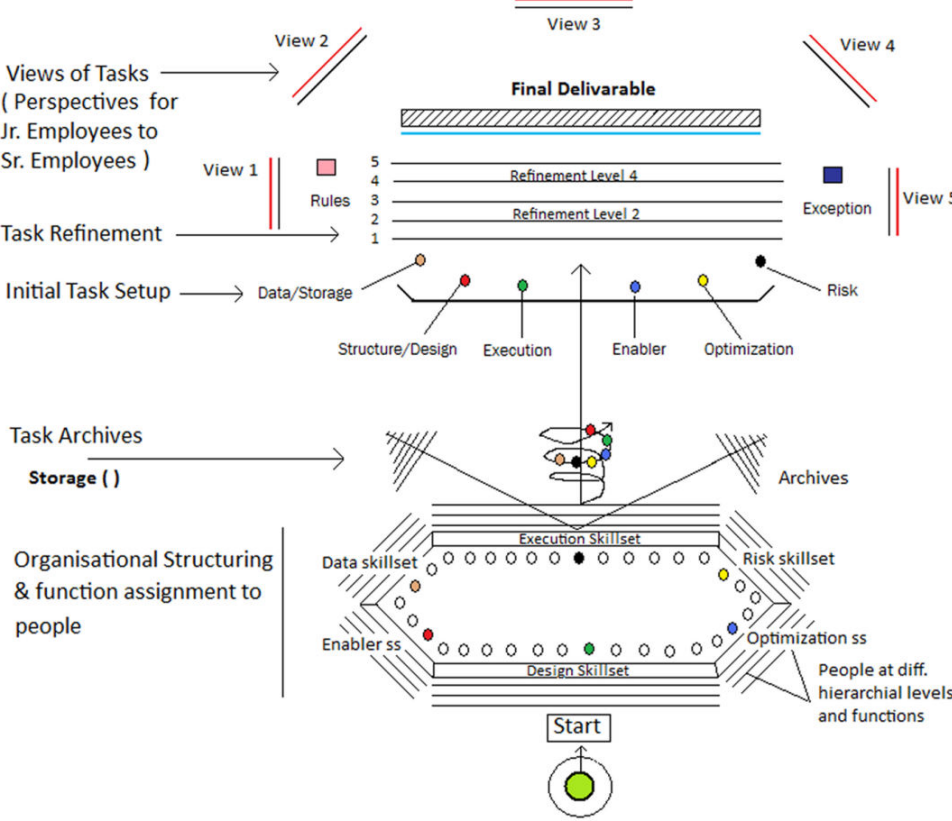 View 3
View 2
View 4
Views of Tasks
( Perspectives for
Jr. Employees to
Sr. Employees )
Final Delivarable
View 1
Rules
5
4
3
2
1
Refinement Level 4
Refinement Level 2
Exception
View 5
Task Refinement
Initial Task Setup
Data/Storage
Risk
Structure/Design
Execution
Enabler
Optimization
Task Archives
Storage ( )
Archives
Organisational Structuring
& function assignment to
people
Execution Skillset
Data skillset
Risk skillset
Enabler ss
Optimization ss
Design Skillset
People at diff.
hierarchial levels
and functions
Start